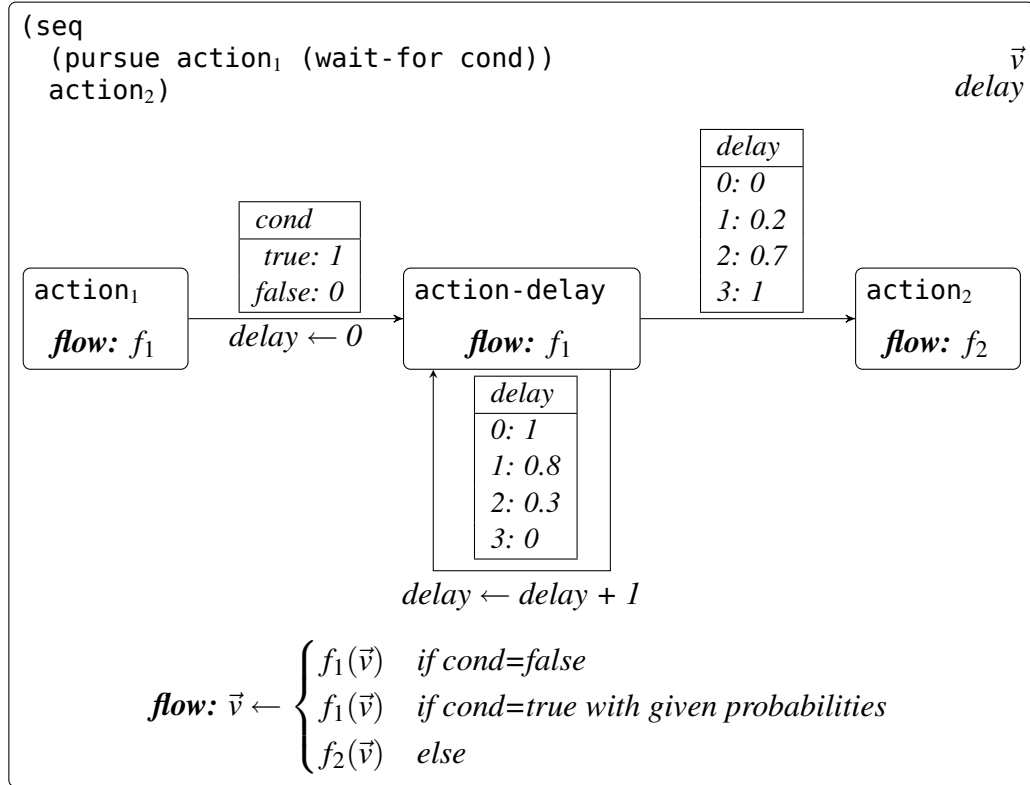 (seq
(pursue action₁ (wait-for cond))
action₂)
v⃗
delay
delay
0: 0
1: 0.2
2: 0.7
3: 1
cond
true: 1
false: 0
delay ← 0
action₁
flow: f₁
action-delay
flow: f₁
action₂
flow: f₂
delay
0: 1
1: 0.8
2: 0.3
3: 0
delay ← delay + 1
flow: v⃗ ← { f₁(v⃗) if cond=false
f₁(v⃗) if cond=true with given probabilities
f₂(v⃗) else